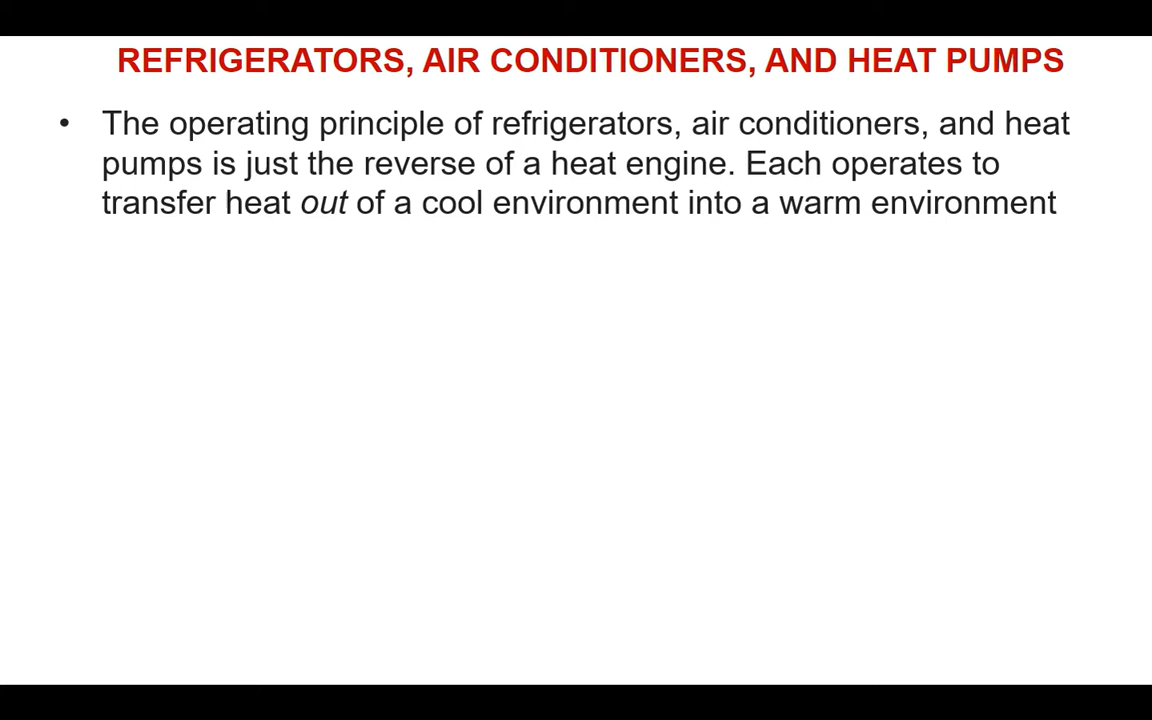 REFRIGERATORS, AIR CONDITIONERS, AND HEAT PUMPS
• The operating principle of refrigerators, air conditioners, and heat
pumps is just the reverse of a heat engine. Each operates to
transfer heat out of a cool environment into a warm environment